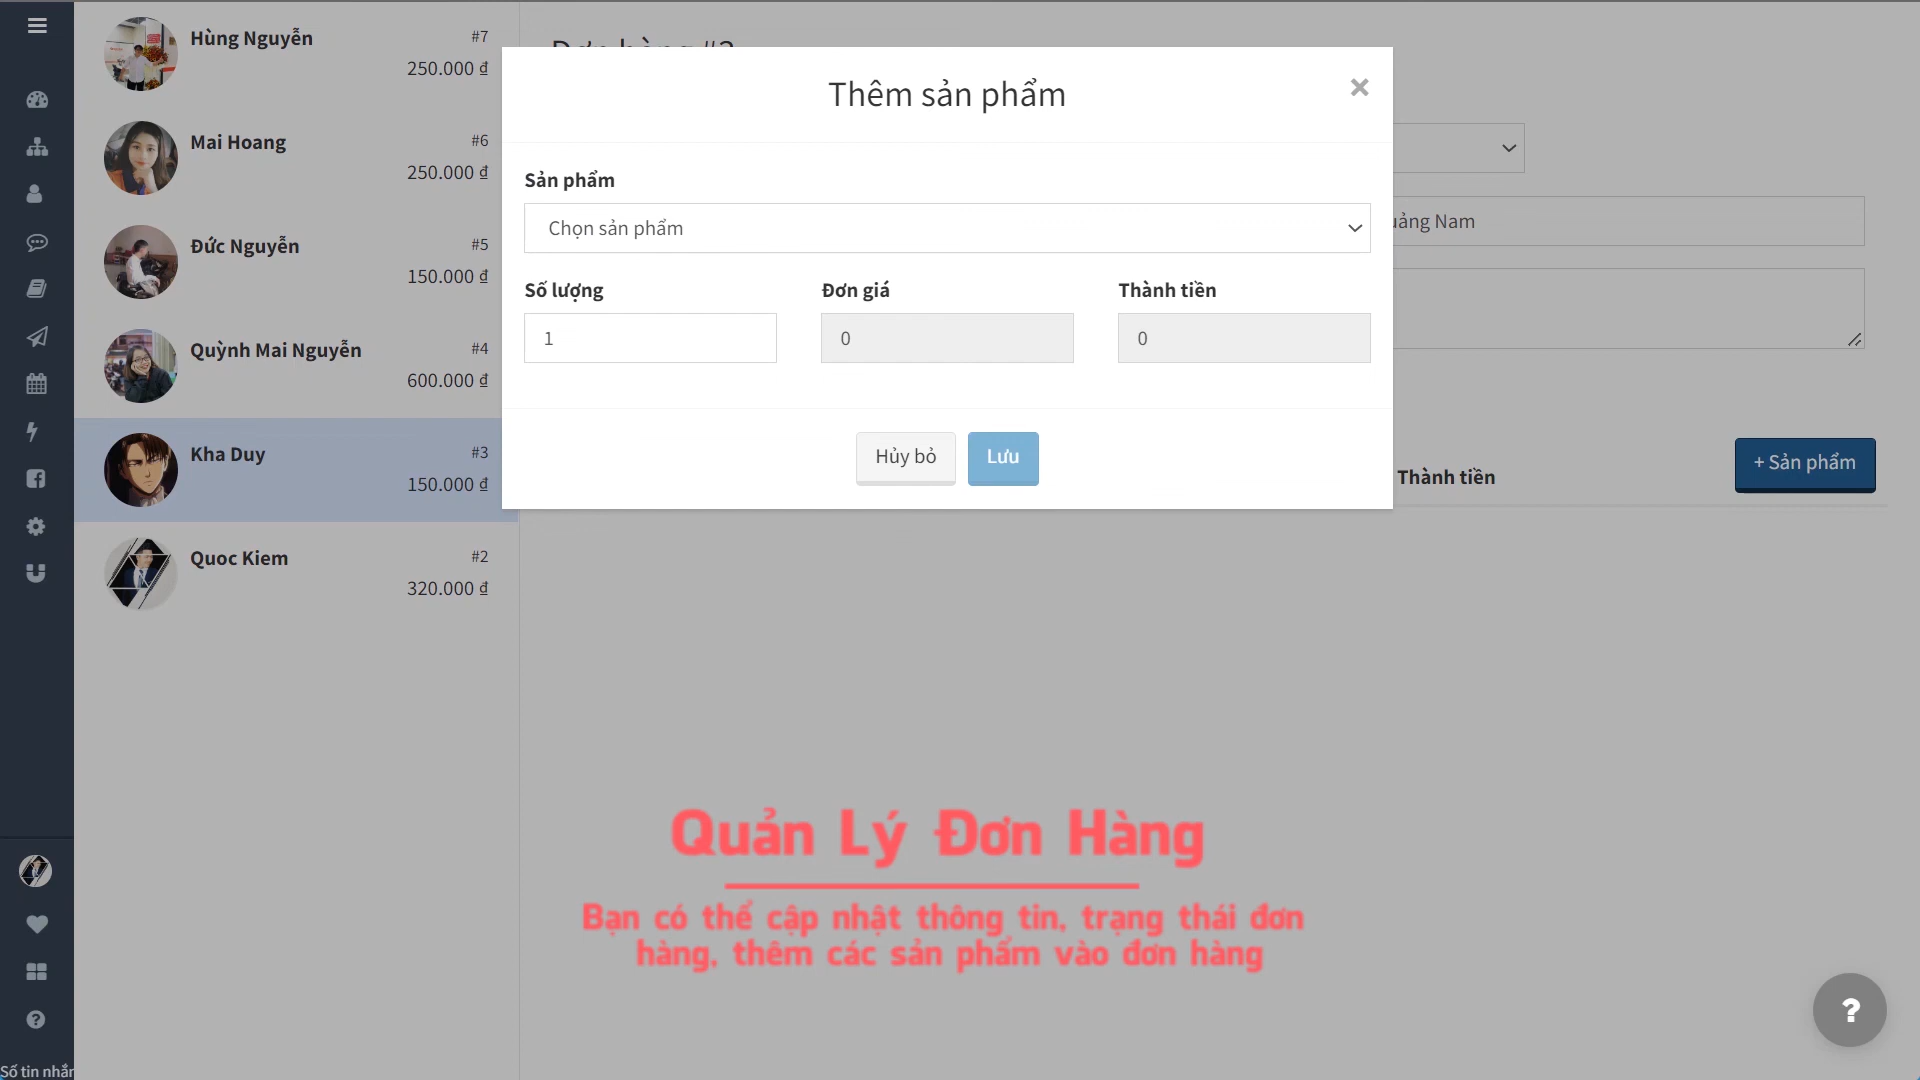 Hùng Nguyễn
#7
250.000 ₫
Mai Hoang
#6
250.000 ₫
Đức Nguyễn
#5
150.000 ₫
Quỳnh Mai Nguyễn
#4
600.000 ₫
Kha Duy
#3
150.000 ₫
Quoc Kiem
#2
320.000 ₫
Số tin nhắn
Thêm sản phẩm
×
Sản phẩm
Chọn sản phẩm
Số lượng
Đơn giá
Thành tiền
1
0
0
Hủy bỏ
Lưu
Nam
Thành tiền
+ Sản phẩm
Quản Lý Đơn Hàng
Bạn có thể cập nhật thông tin, trạng thái đơn
hàng, thêm các sản phẩm vào đơn hàng
?